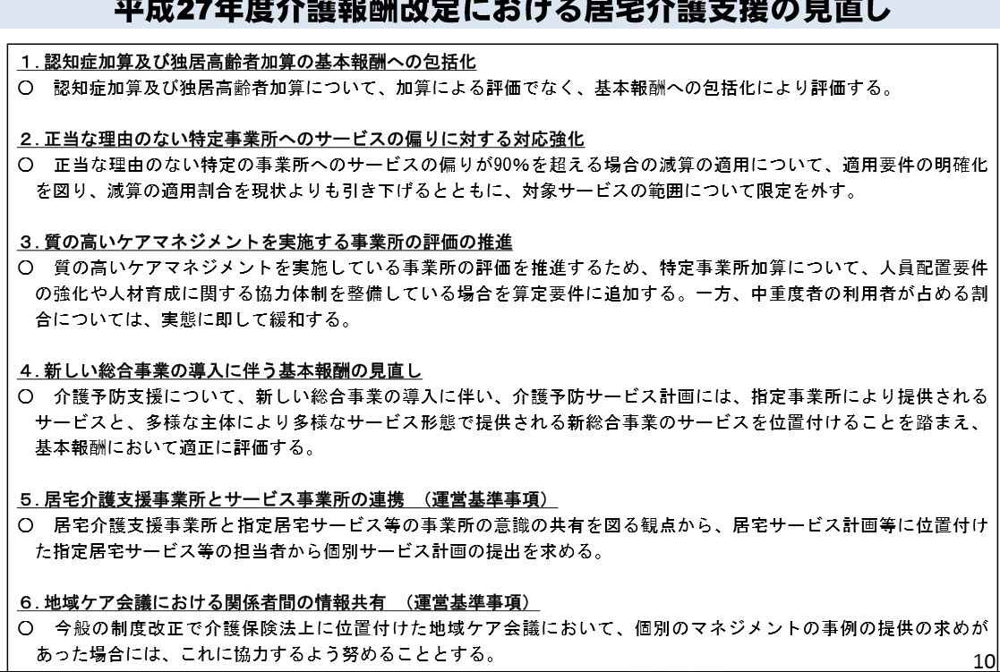 平成27年度介護報酬改定における居宅介護支援の見直し
１．認知症加算及び独居高齢者加算の基本報酬への包括化
○　認知症加算及び独居高齢者加算について、加算による評価でなく、基本報酬への包括化により評価する。
２．正当な理由のない特定事業所へのサービスの偏りに対する対応強化
○　正当な理由のない特定の事業所へのサービスの偏りが90％を超える場合の減算の適用について、適用要件の明確化
を図り、減算の適用割合を現状よりも引き下げるとともに、対象サービスの範囲について限定を外す。
３．質の高いケアマネジメントを実施する事業所の評価の推進
○　質の高いケアマネジメントを実施している事業所の評価を推進するため、特定事業所加算について、人員配置要件
の強化や人材育成に関する協力体制を整備している場合を算定要件に追加する。一方、中重度者の利用者が占める割
合については、実態に即して緩和する。
４．新しい総合事業の導入に伴う基本報酬の見直し
○　介護予防支援について、新しい総合事業の導入に伴い、介護予防サービス計画には、指定事業所により提供される
サービスと、多様な主体により多様なサービス形態で提供される新総合事業のサービスを位置付けることを踏まえ、
基本報酬において適正に評価する。
５．居宅介護支援事業所とサービス事業所の連携　（運営基準事項）
○　居宅介護支援事業所と指定居宅サービス等の事業所の意識の共有を図る観点から、居宅サービス計画等に位置付け
た指定居宅サービス等の担当者から個別サービス計画の提出を求める。
６．地域ケア会議における関係者間の情報共有　（運営基準事項）
○　今般の制度改正で介護保険法上に位置付けた地域ケア会議において、個別のマネジメントの事例の提供の求めが
あった場合には、これに協力するよう努めることとする。
10